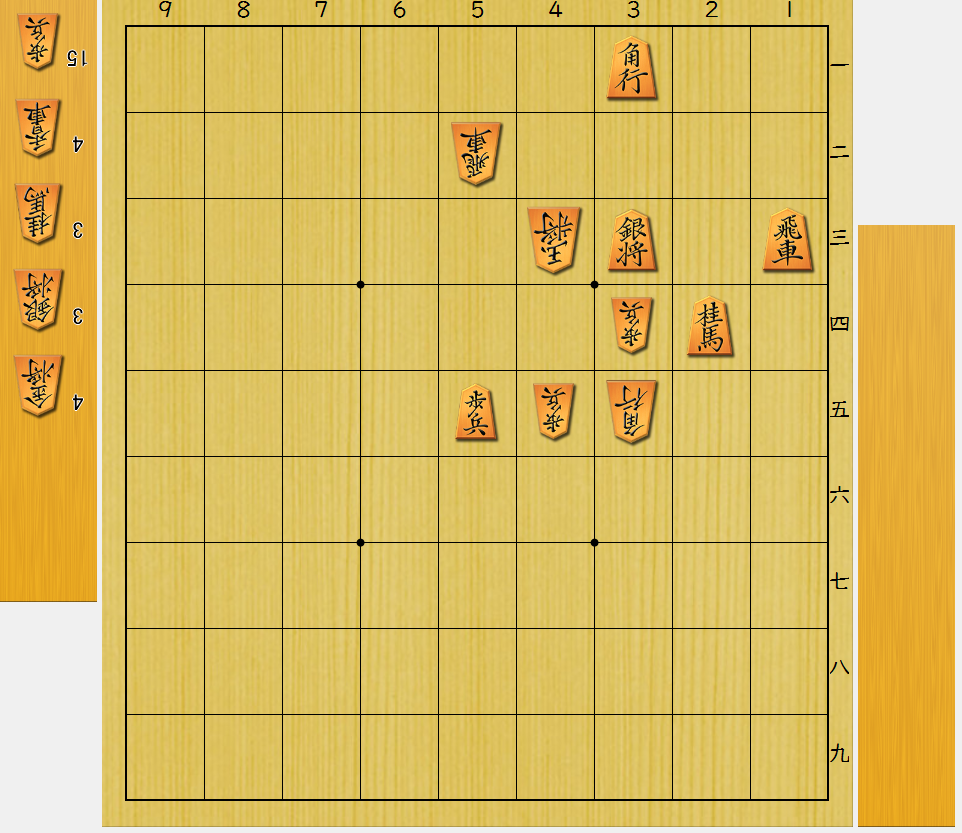 9 8 7 6 5 4 3 2 1
角行 一
飛車 二
玉将 銀将 飛車 三
歩兵 桂馬 四
歩兵 歩兵 角行 五
六
七
八
九
歩兵 15
香車 4
桂馬 3
銀将 3
金将 4